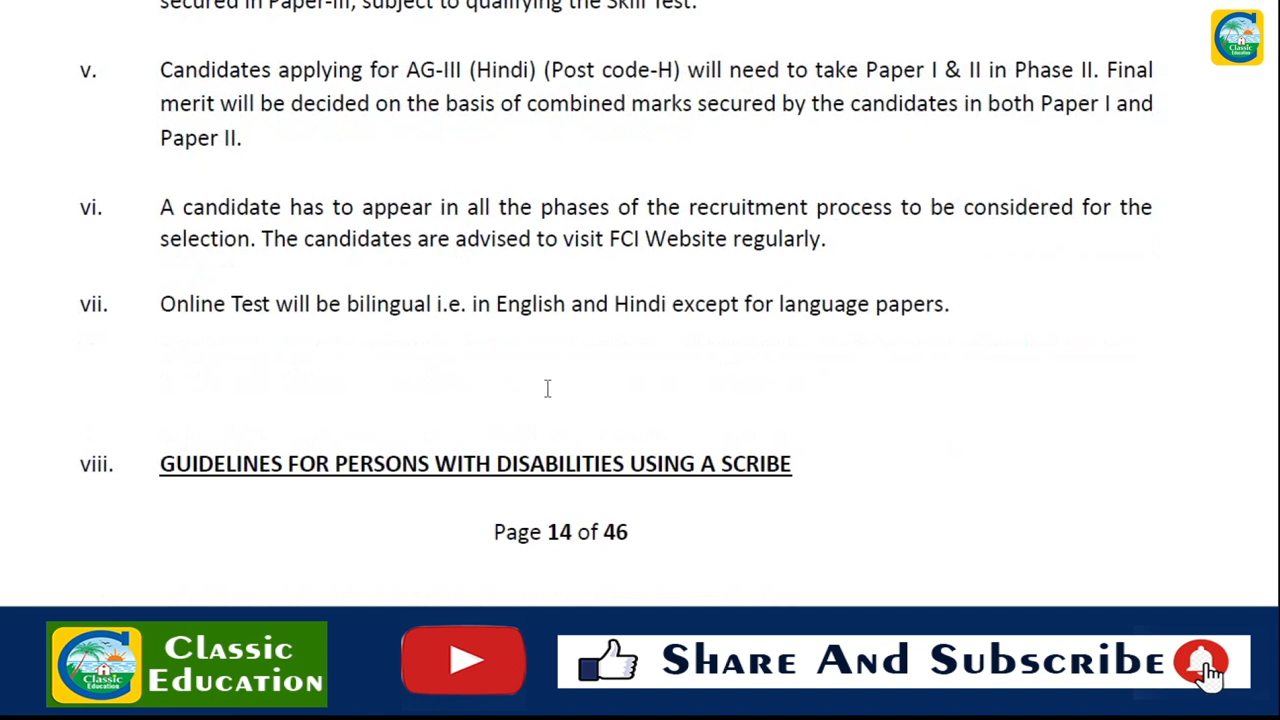 secured in Paper-III, subject to qualifying the Skill Test.
v. Candidates applying for AG-III (Hindi) (Post code-H) will need to take Paper I & II in Phase II. Final
merit will be decided on the basis of combined marks secured by the candidates in both Paper I and
Paper II.
vi. A candidate has to appear in all the phases of the recruitment process to be considered for the
selection. The candidates are advised to visit FCI Website regularly.
vii. Online Test will be bilingual i.e. in English and Hindi except for language papers.
viii. GUIDELINES FOR PERSONS WITH DISABILITIES USING A SCRIBE
Page 14 of 46
Classic
Education
Classic
Education
Classic
Education
Share And Subscribe